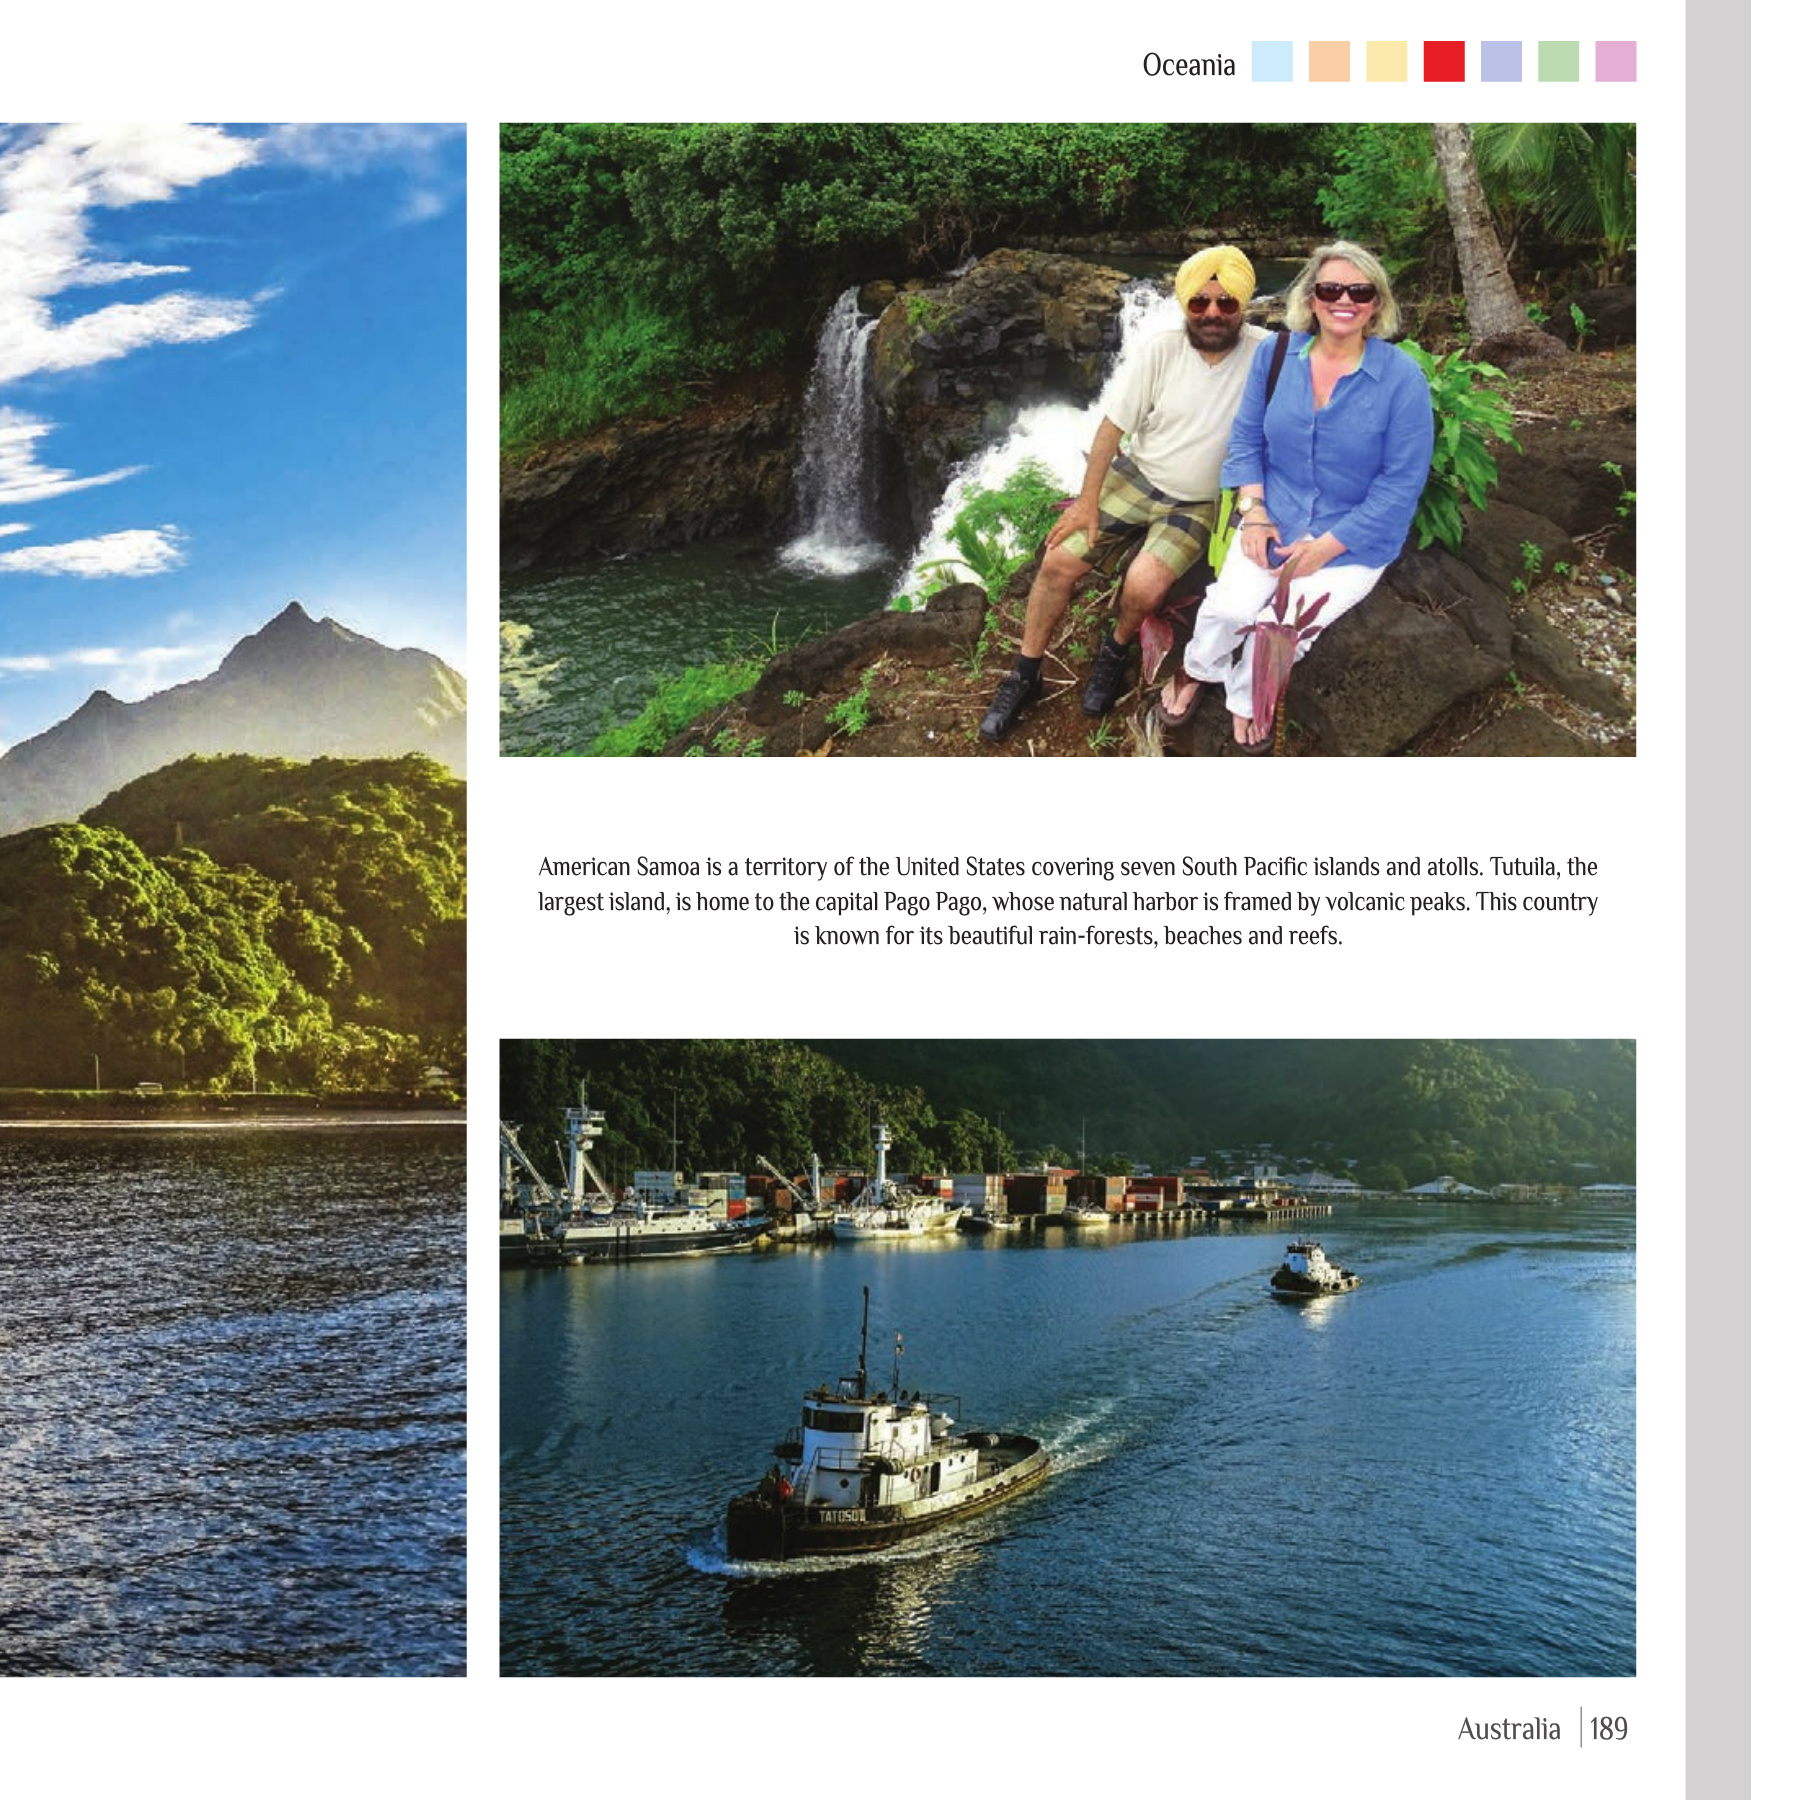 Oceania
American Samoa is a territory of the United States covering seven South Pacific islands and atolls. Tutuila, the
largest island, is home to the capital Pago Pago, whose natural harbor is framed by volcanic peaks. This country
is known for its beautiful rain-forests, beaches and reefs.
Australia 189